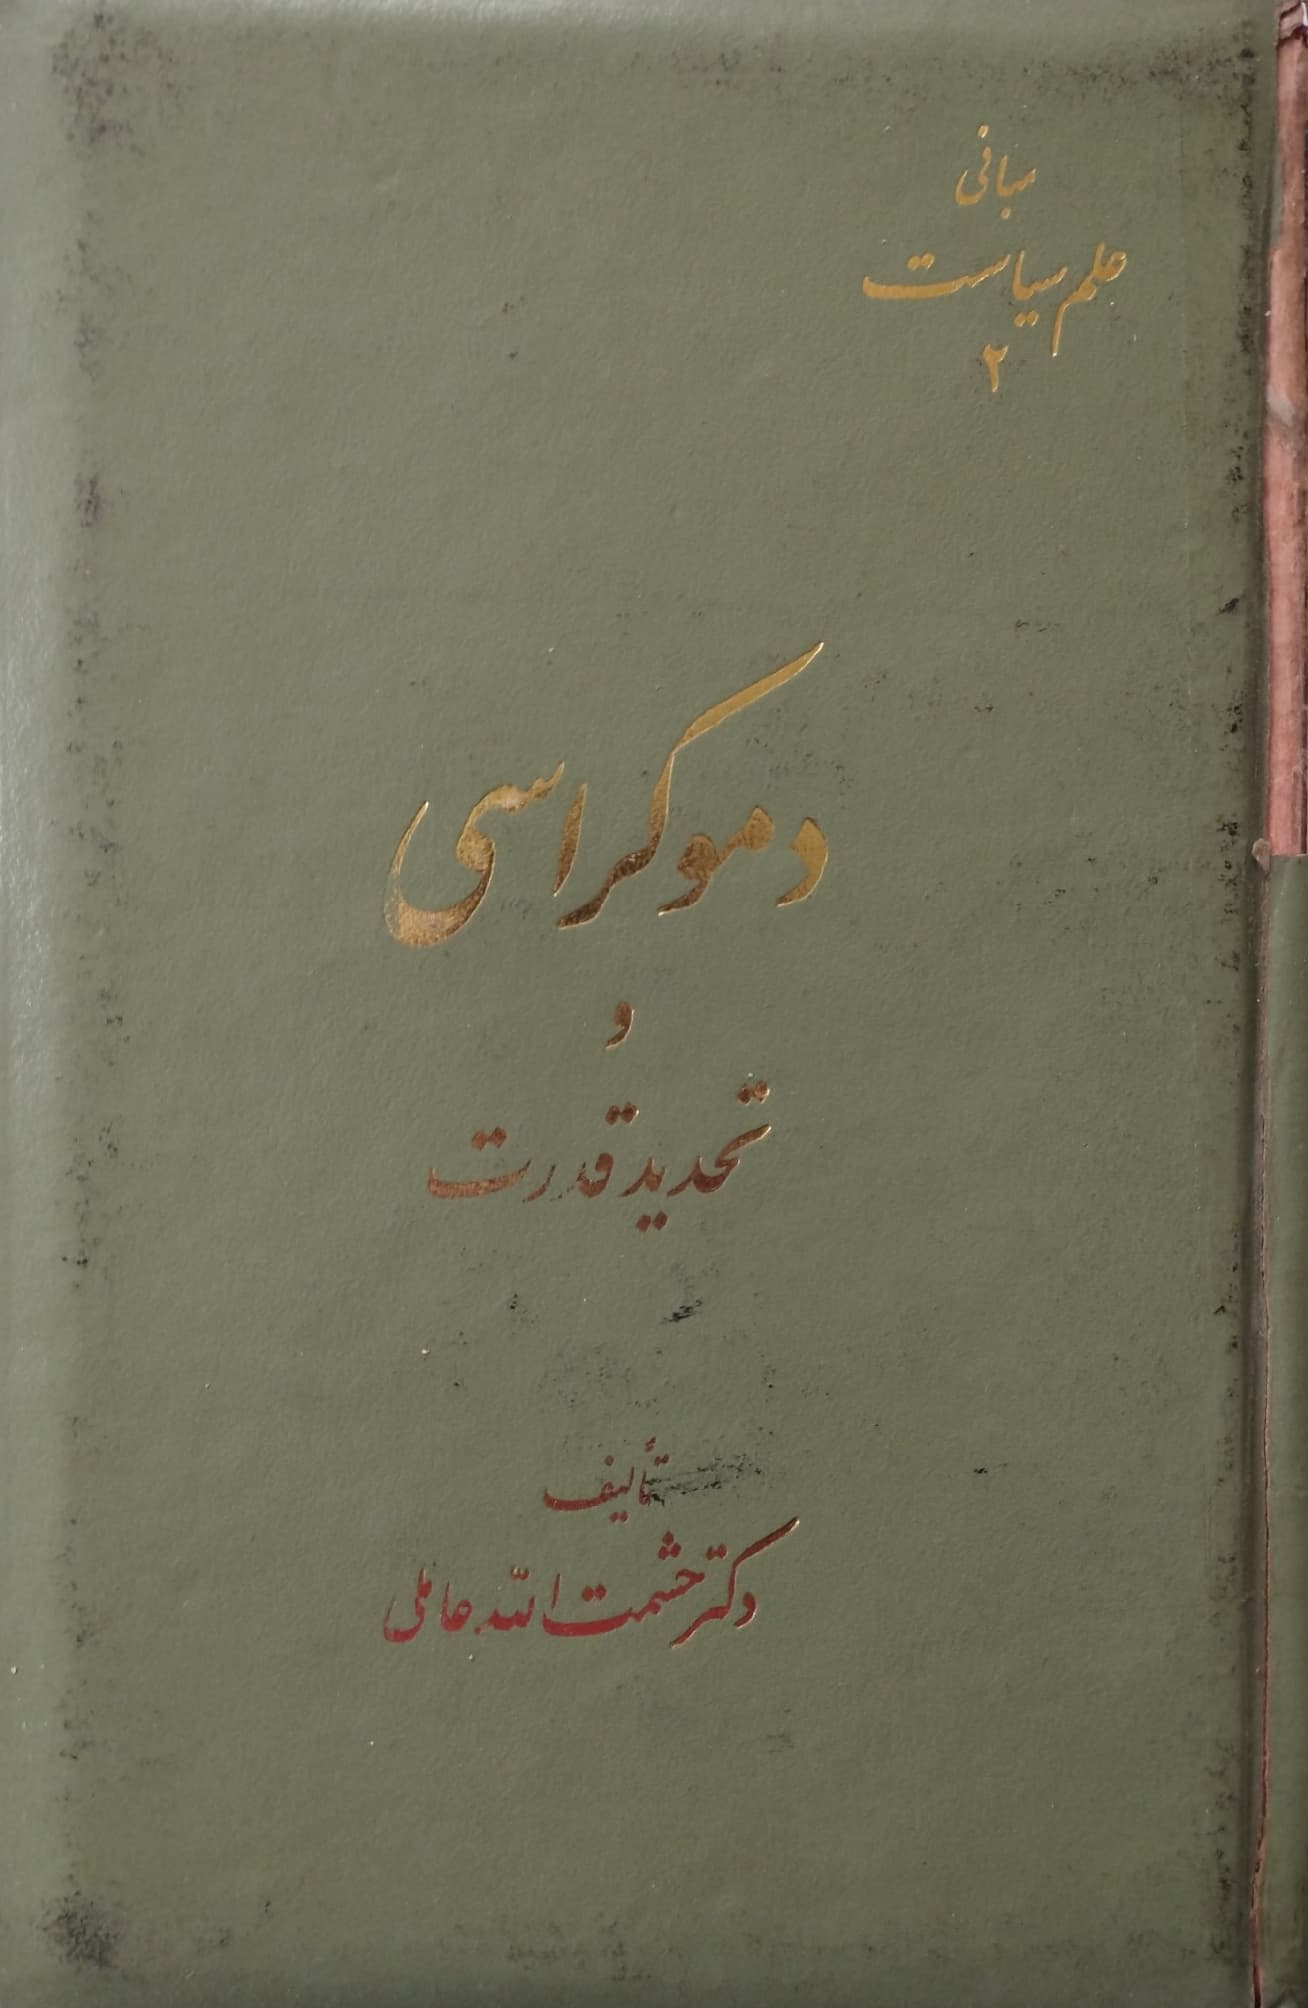 مبانی
علم سیاست
۲
دموکراسی
و
تحدید قدرت
تألیف
دکتر حشمت الله عاملی